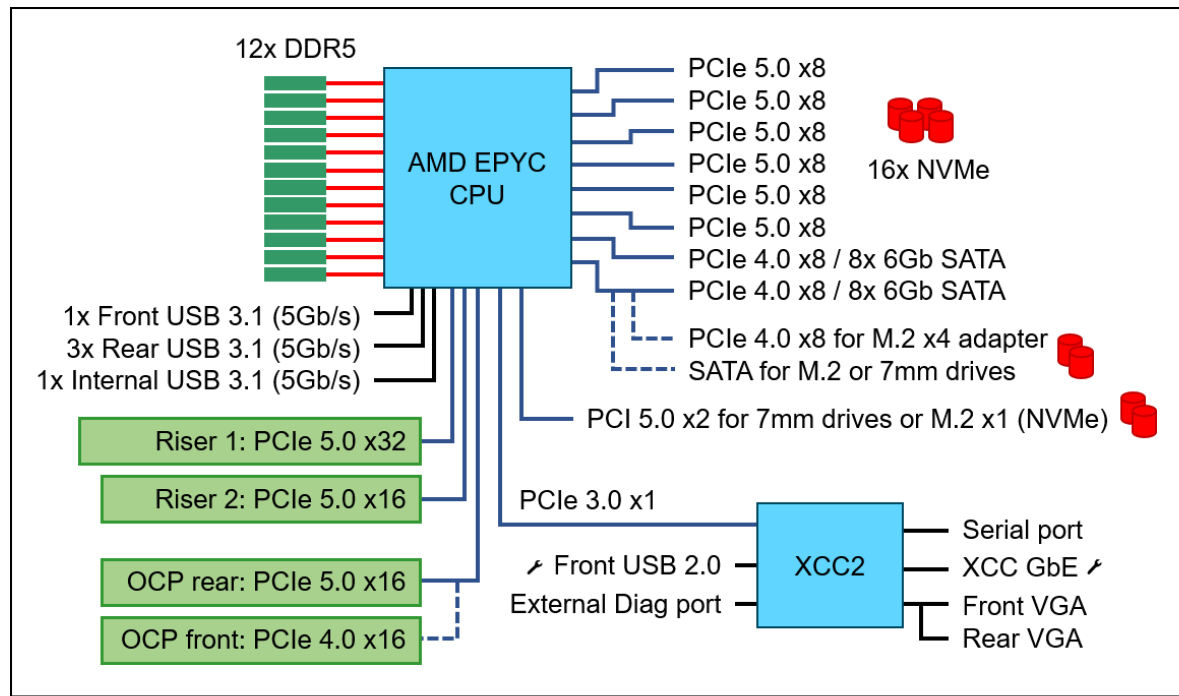 12x DDR5
AMD EPYC
CPU
PCIe 5.0 x8
PCIe 5.0 x8
PCIe 5.0 x8
PCIe 5.0 x8
PCIe 5.0 x8
PCIe 5.0 x8
PCIe 4.0 x8 / 8x 6Gb SATA
PCIe 4.0 x8 / 8x 6Gb SATA
16x NVMe
PCIe 4.0 x8 for M.2 x4 adapter
SATA for M.2 or 7mm drives
PCI 5.0 x2 for 7mm drives or M.2 x1 (NVMe)
1x Front USB 3.1 (5Gb/s)
3x Rear USB 3.1 (5Gb/s)
1x Internal USB 3.1 (5Gb/s)
Riser 1: PCIe 5.0 x32
Riser 2: PCIe 5.0 x16
OCP rear: PCIe 5.0 x16
OCP front: PCIe 4.0 x16
PCIe 3.0 x1
Front USB 2.0
External Diag port
XCC2
Serial port
XCC GbE
Front VGA
Rear VGA